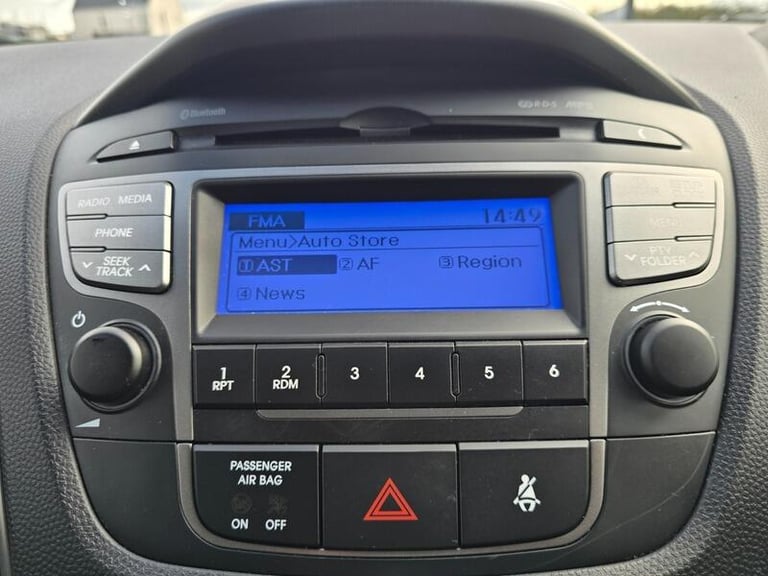 Bluetooth
R·D·S MP3
RADIO MEDIA
PHONE
SEEK
TRACK
FMA 14:49
Menu>Auto Store
1 AST 2 AF 3 Region
4 News
MENU
PTY
FOLDER
1 2 3 4 5 6
RPT RDM
PASSENGER
AIR BAG
ON OFF